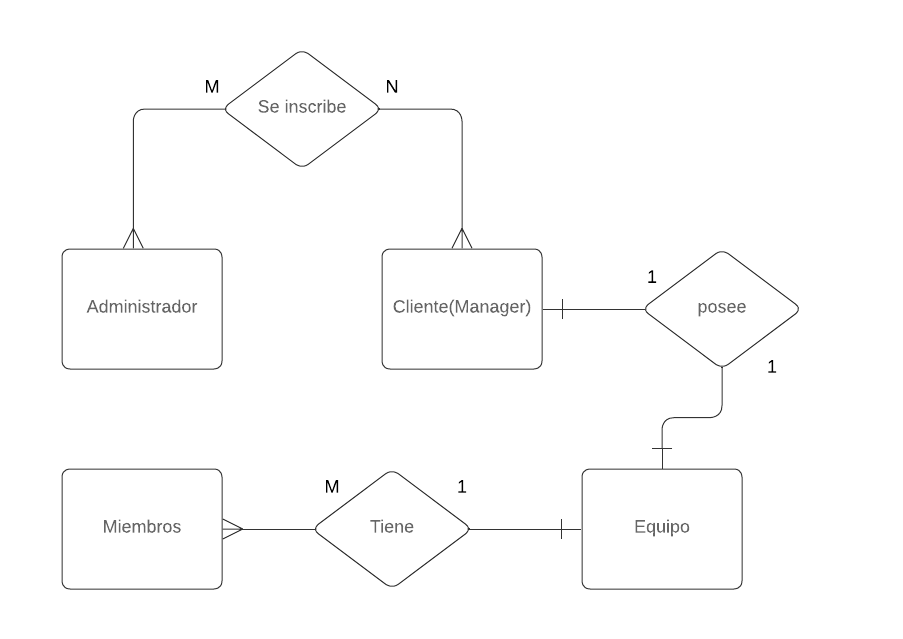 M
N
Se inscribe
Administrador
Cliente(Manager)
1
posee
1
Miembros
M
Tiene
1
Equipo